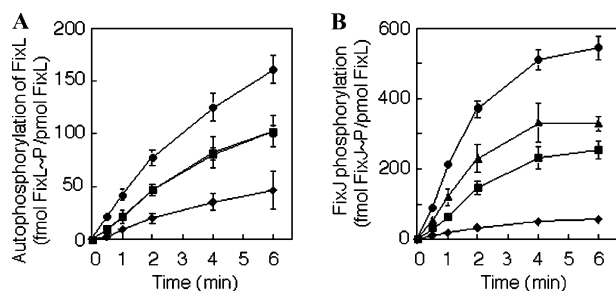 A
Autophosphorylation of FixL
(fmol FixL~P /pmol FixL)
200
150
100
50
0
0 1 2 3 4 5 6
Time (min)
B
FixJ phosphorylation
(fmol FixJ~P /pmol FixL)
600
400
200
0
0 1 2 3 4 5 6
Time (min)